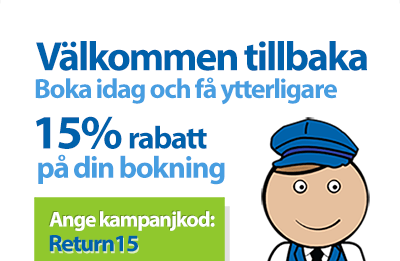 Välkommen tillbaka
Boka idag och få ytterligare
15% rabatt
på din bokning
Ange kampanjkod:
Return15